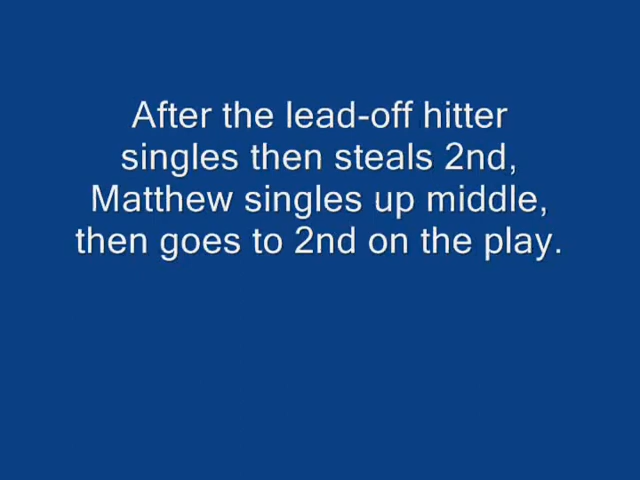 After the lead-off hitter
singles then steals 2nd,
Matthew singles up middle,
then goes to 2nd on the play.